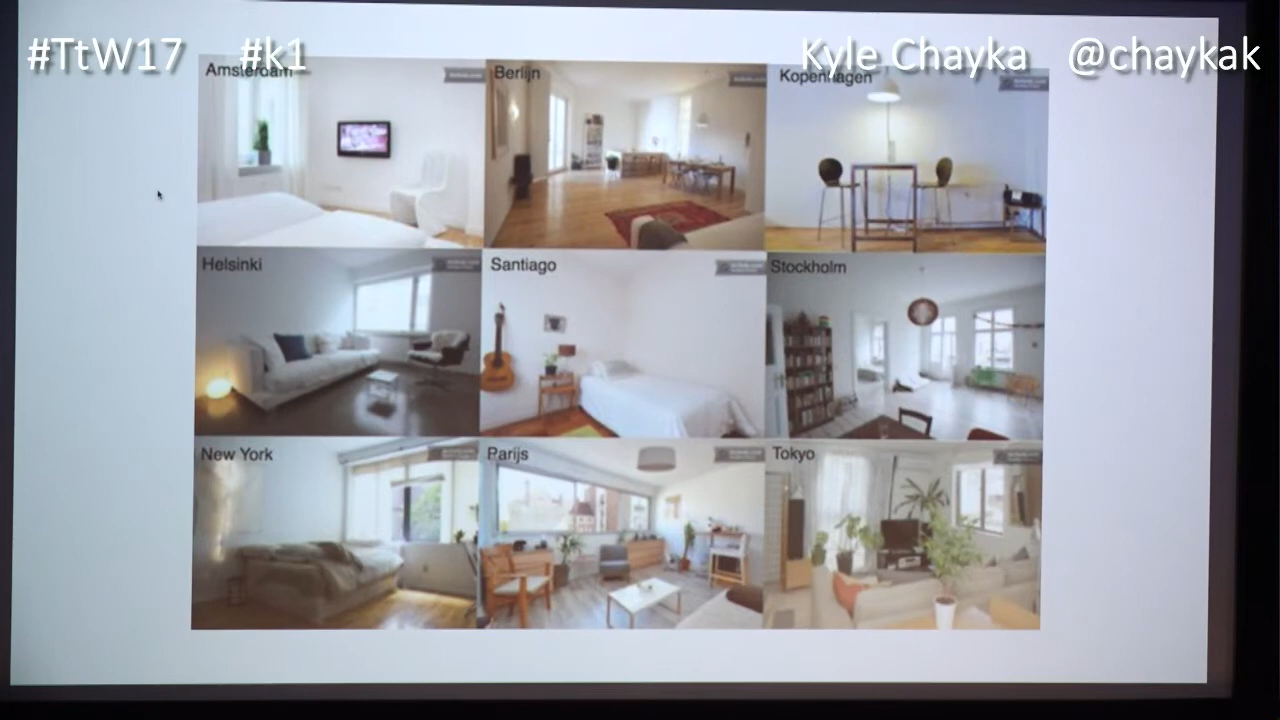 #TtW17 #k1 Kyle Chayka @chaykak
Amsterdam Berlijn Kopenhagen
Helsinki Santiago Stockholm
New York Parijs Tokyo